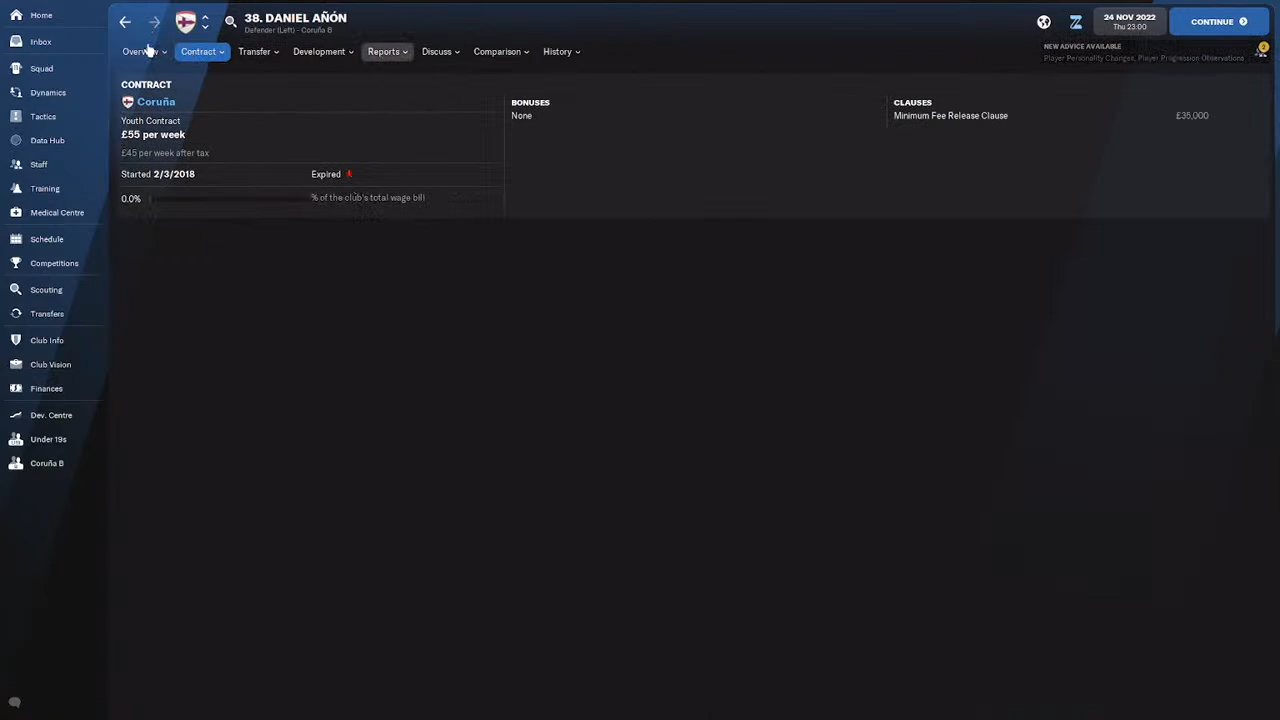 Home
Inbox
Squad
Dynamics
Tactics
Data Hub
Staff
Training
Medical Centre
Schedule
Competitions
Scouting
Transfers
Club Info
Club Vision
Finances
Dev. Centre
Under 19s
Coruña B
38. DANIEL AÑÓN
Defender (Left) - Coruña B
24 NOV 2022
Thu 23:00
CONTINUE
Overview
Contract
Transfer
Development
Reports
Discuss
Comparison
History
NEW ADVICE AVAILABLE
Player Personality Changes, Player Progression Observations
2
CONTRACT
Coruña
Youth Contract
£55 per week
£45 per week after tax
Started 2/3/2018
Expired
0.0%
% of the club's total wage bill
BONUSES
None
CLAUSES
Minimum Fee Release Clause £35,000